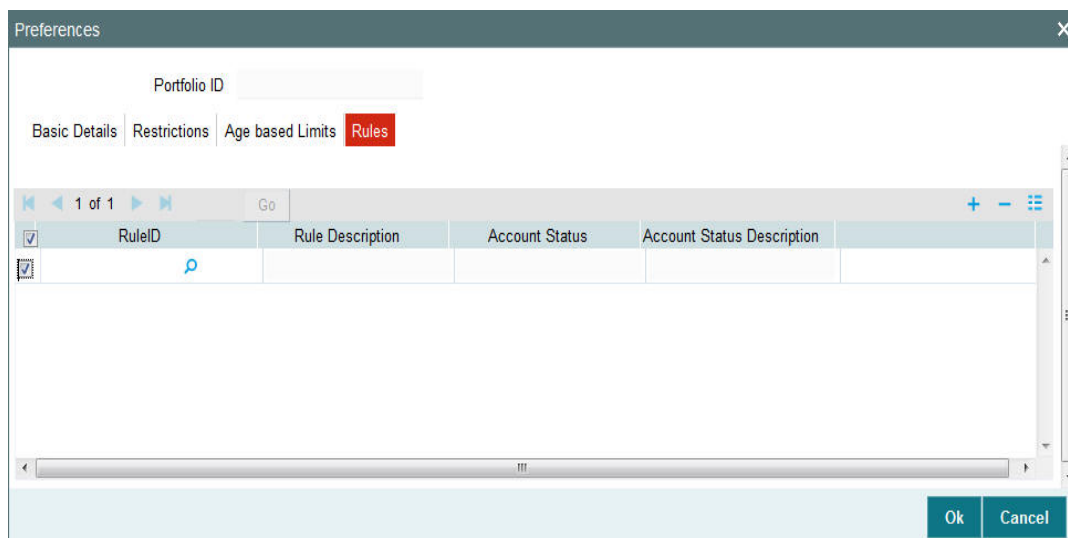 Preferences
Portfolio ID
Basic Details Restrictions Age based Limits Rules
1 of 1 Go
RuleID Rule Description Account Status Account Status Description
Ok Cancel